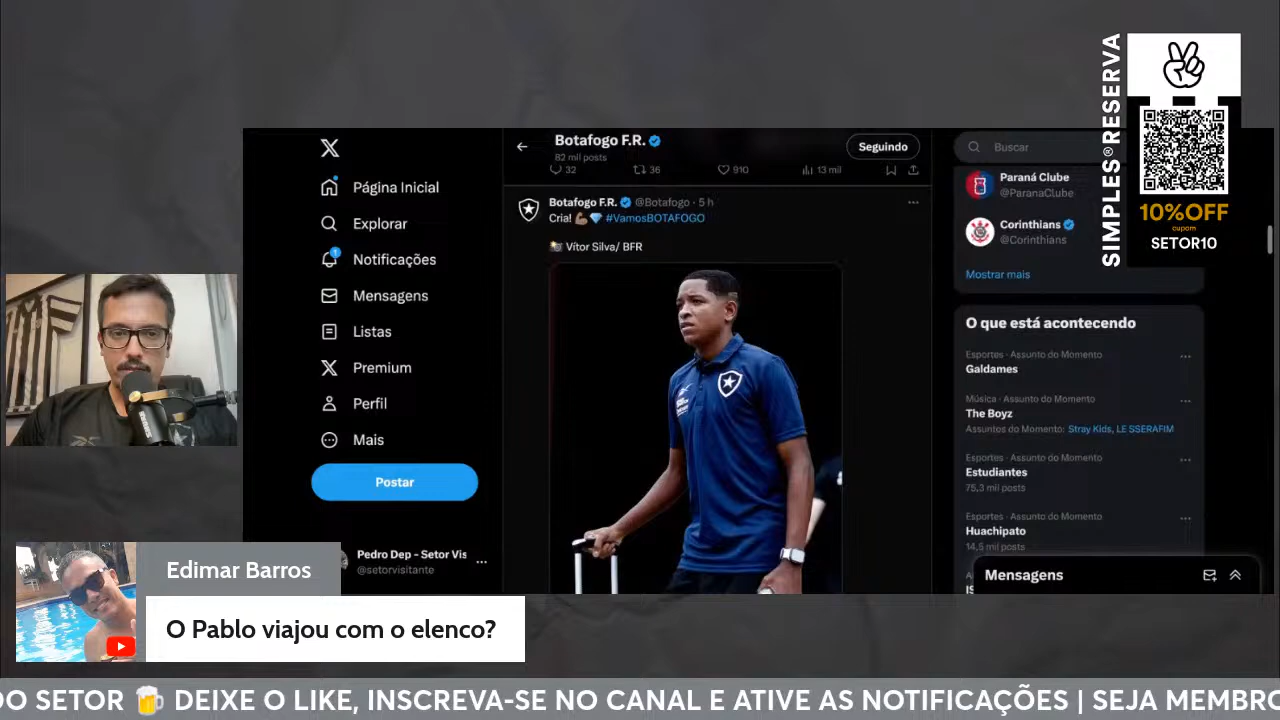 SIMPLES®RESERVA
10%OFF
cupom
SETOR10
X
Página Inicial
Explorar
1
Notificações
Mensagens
Listas
Premium
Perfil
Mais
Postar
Pedro Dep - Setor Vis
@setorvisitante
Botafogo F.R.
82 mil posts
Seguindo
32 36 910 13 mil
Botafogo F.R. @Botafogo · 5 h
Cria! 💪🏾💎 #VamosBOTAFOGO
📸 Vítor Silva/ BFR
Buscar
Paraná Clube
@ParanaClube
Corinthians
@Corinthians
Mostrar mais
O que está acontecendo
Esportes · Assunto do Momento
Galdames
Música · Assunto do Momento
The Boyz
Assuntos do Momento: Stray Kids, LE SSERAFIM
Esportes · Assunto do Momento
Estudiantes
75,3 mil posts
Esportes · Assunto do Momento
Huachipato
14,5 mil posts
Mensagens
Edimar Barros
O Pablo viajou com o elenco?
DO SETOR 🍺 DEIXE O LIKE, INSCREVA-SE NO CANAL E ATIVE AS NOTIFICAÇÕES | SEJA MEMBRO